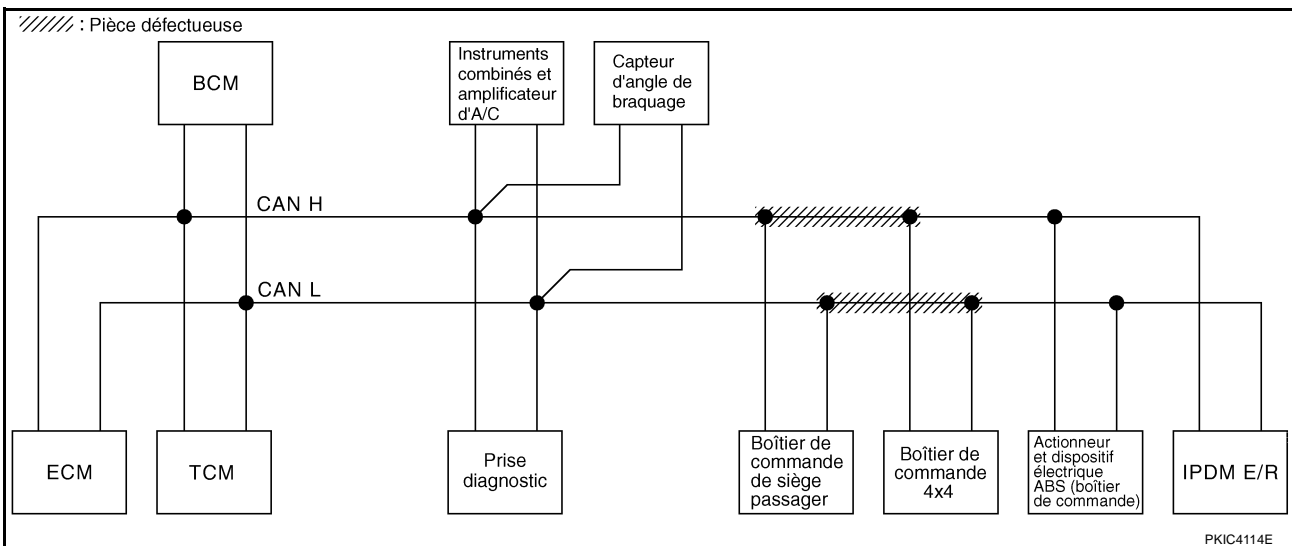 : Pièce défectueuse
BCM
Instruments
combinés et
amplificateur
d'A/C
Capteur
d'angle de
braquage
CAN H
CAN L
ECM
TCM
Prise
diagnostic
Boîtier de
commande
de siège
passager
Boîtier de
commande
4x4
Actionneur
et dispositif
électrique
ABS (boîtier
de commande)
IPDM E/R
PKIC4114E